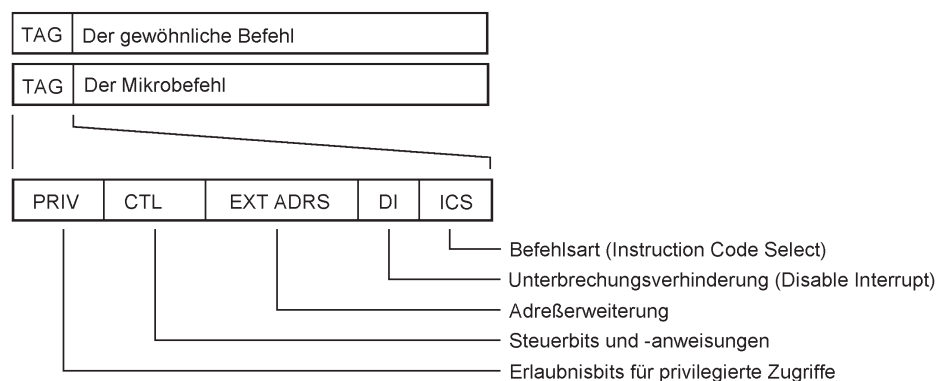 TAG Der gewöhnliche Befehl
TAG Der Mikrobefehl
PRIV CTL EXT ADRS DI ICS
Befehlsart (Instruction Code Select)
Unterbrechungsverhinderung (Disable Interrupt)
Adreßerweiterung
Steuerbits und -anweisungen
Erlaubnisbits für privilegierte Zugriffe